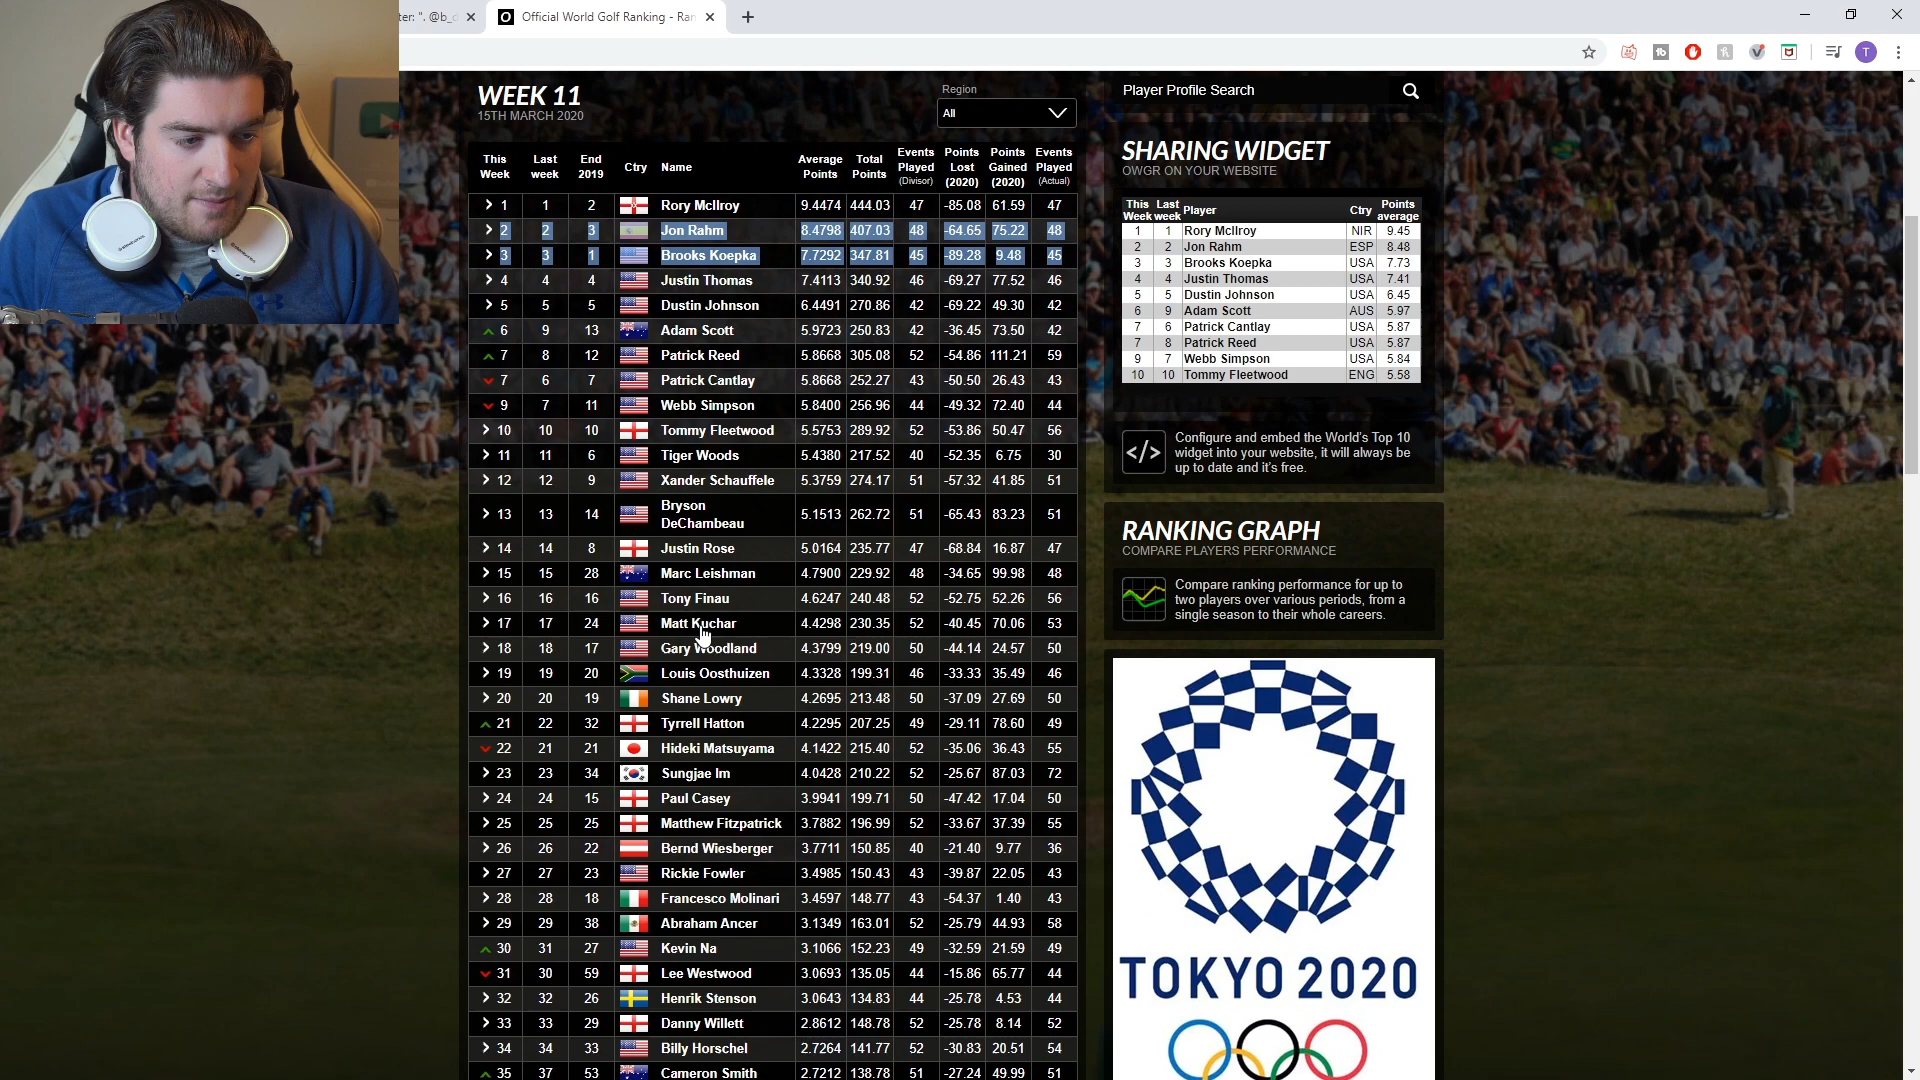 ter: ". @b_d
Official World Golf Ranking - Ran
T
WEEK 11
15TH MARCH 2020
Region
All
This Week Last week End 2019 Ctry Name Average Points Total Points Events Played (Divisor) Points Lost (2020) Points Gained (2020) Events Played (Actual)
1 1 2 Rory McIlroy 9.4474 444.03 47 -85.08 61.59 47
2 2 3 Jon Rahm 8.4798 407.03 48 -64.65 75.22 48
3 3 1 Brooks Koepka 7.7292 347.81 45 -89.28 9.48 45
4 4 4 Justin Thomas 7.4113 340.92 46 -69.27 77.52 46
5 5 5 Dustin Johnson 6.4491 270.86 42 -69.22 49.30 42
6 9 13 Adam Scott 5.9723 250.83 42 -36.45 73.50 42
7 8 12 Patrick Reed 5.8668 305.08 52 -54.86 111.21 59
7 6 7 Patrick Cantlay 5.8668 252.27 43 -50.50 26.43 43
9 7 11 Webb Simpson 5.8400 256.96 44 -49.32 72.40 44
10 10 10 Tommy Fleetwood 5.5753 289.92 52 -53.86 50.47 56
11 11 6 Tiger Woods 5.4380 217.52 40 -52.35 6.75 30
12 12 9 Xander Schauffele 5.3759 274.17 51 -57.32 41.85 51
13 13 14 Bryson DeChambeau 5.1513 262.72 51 -65.43 83.23 51
14 14 8 Justin Rose 5.0164 235.77 47 -68.84 16.87 47
15 15 28 Marc Leishman 4.7900 229.92 48 -34.65 99.98 48
16 16 16 Tony Finau 4.6247 240.48 52 -52.75 52.26 56
17 17 24 Matt Kuchar 4.4298 230.35 52 -40.45 70.06 53
18 18 17 Gary Woodland 4.3799 219.00 50 -44.14 24.57 50
19 19 20 Louis Oosthuizen 4.3328 199.31 46 -33.33 35.49 46
20 20 19 Shane Lowry 4.2695 213.48 50 -37.09 27.69 50
21 22 32 Tyrrell Hatton 4.2295 207.25 49 -29.11 78.60 49
22 21 21 Hideki Matsuyama 4.1422 215.40 52 -35.06 36.43 55
23 23 34 Sungjae Im 4.0428 210.22 52 -25.67 87.03 72
24 24 15 Paul Casey 3.9941 199.71 50 -47.42 17.04 50
25 25 25 Matthew Fitzpatrick 3.7882 196.99 52 -33.67 37.39 55
26 26 22 Bernd Wiesberger 3.7711 150.85 40 -21.40 9.77 36
27 27 23 Rickie Fowler 3.4985 150.43 43 -39.87 22.05 43
28 28 18 Francesco Molinari 3.4597 148.77 43 -54.37 1.40 43
29 29 38 Abraham Ancer 3.1349 163.01 52 -25.79 44.93 58
30 31 27 Kevin Na 3.1066 152.23 49 -32.59 21.59 49
31 30 59 Lee Westwood 3.0693 135.05 44 -15.86 65.77 44
32 32 26 Henrik Stenson 3.0643 134.83 44 -25.78 4.53 44
33 33 29 Danny Willett 2.8612 148.78 52 -25.78 8.14 52
34 34 33 Billy Horschel 2.7264 141.77 52 -30.83 20.51 54
35 37 53 Cameron Smith 2.7212 138.78 51 -27.24 49.99 51
Player Profile Search
SHARING WIDGET
OWGR ON YOUR WEBSITE
This Week Last week Player Ctry Points average
1 1 Rory McIlroy NIR 9.45
2 2 Jon Rahm ESP 8.48
3 3 Brooks Koepka USA 7.73
4 4 Justin Thomas USA 7.41
5 5 Dustin Johnson USA 6.45
6 9 Adam Scott AUS 5.97
7 6 Patrick Cantlay USA 5.87
7 8 Patrick Reed USA 5.87
9 7 Webb Simpson USA 5.84
10 10 Tommy Fleetwood ENG 5.58
</>
Configure and embed the World's Top 10
widget into your website, it will always be
up to date and it's free.
RANKING GRAPH
COMPARE PLAYERS PERFORMANCE
Compare ranking performance for up to
two players over various periods, from a
single season to their whole careers.
TOKYO 2020